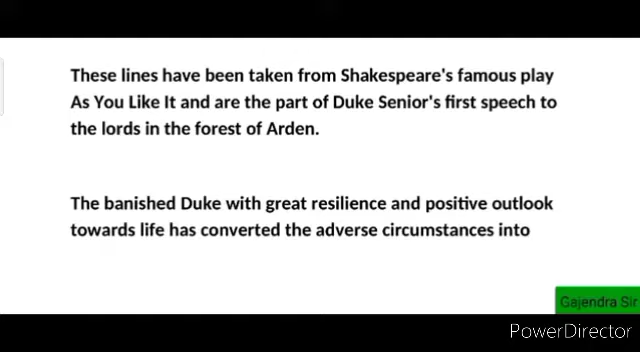 These lines have been taken from Shakespeare's famous play
As You Like It and are the part of Duke Senior's first speech to
the lords in the forest of Arden.
The banished Duke with great resilience and positive outlook
towards life has converted the adverse circumstances into
Gajendra Sir
PowerDirector